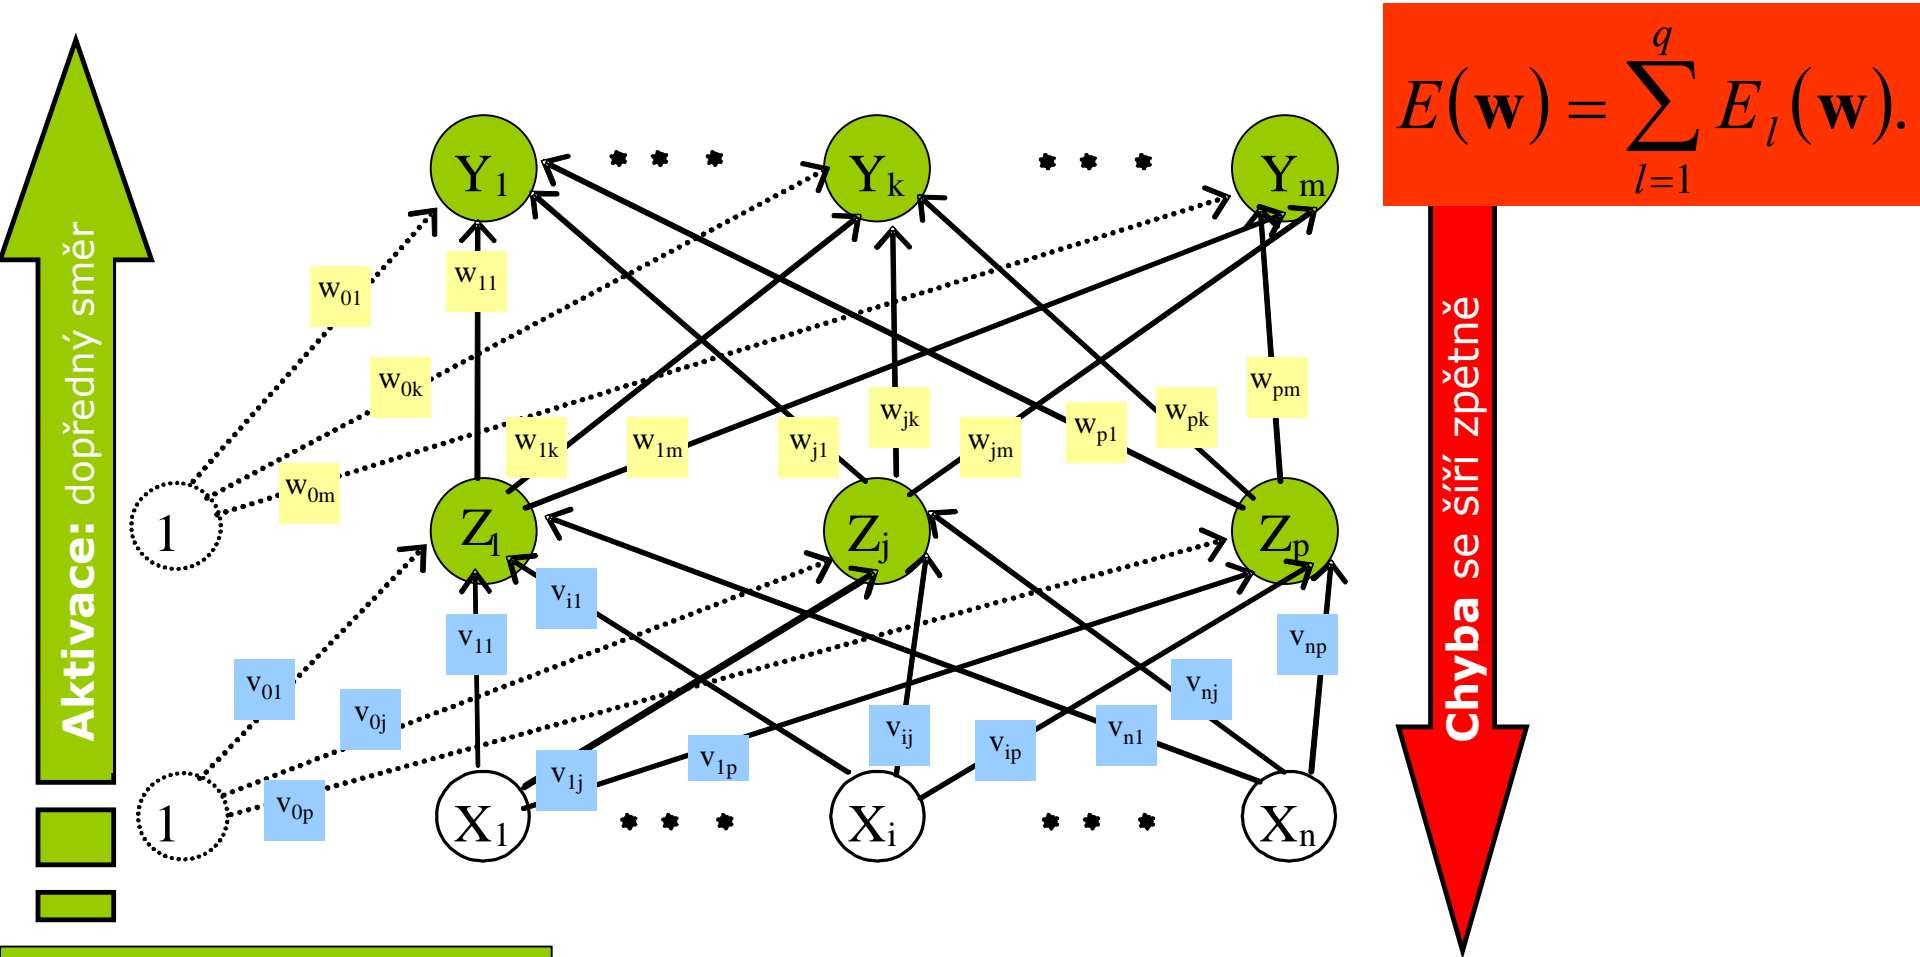 E(w) = ∑ E_l(w).
q
l=1
Aktivace: dopředný směr
Chyba se šíří zpětně
Y₁ * * * Yₖ * * * Yₘ
w₀₁ w₁₁
w₀ₖ wₚₘ
w₁ₖ w₁ₘ wⱼ₁ wⱼₖ wⱼₘ wₚ₁ wₚₖ
w₀ₘ
1 Z₁ Zⱼ Zₚ
vᵢ₁
v₁₁ vₙₚ
v₀₁ vₙⱼ
v₀ⱼ vᵢⱼ vᵢₚ vₙ₁
v₁ⱼ v₁ₚ
v₀ₚ
1 X₁ * * * Xᵢ * * * Xₙ